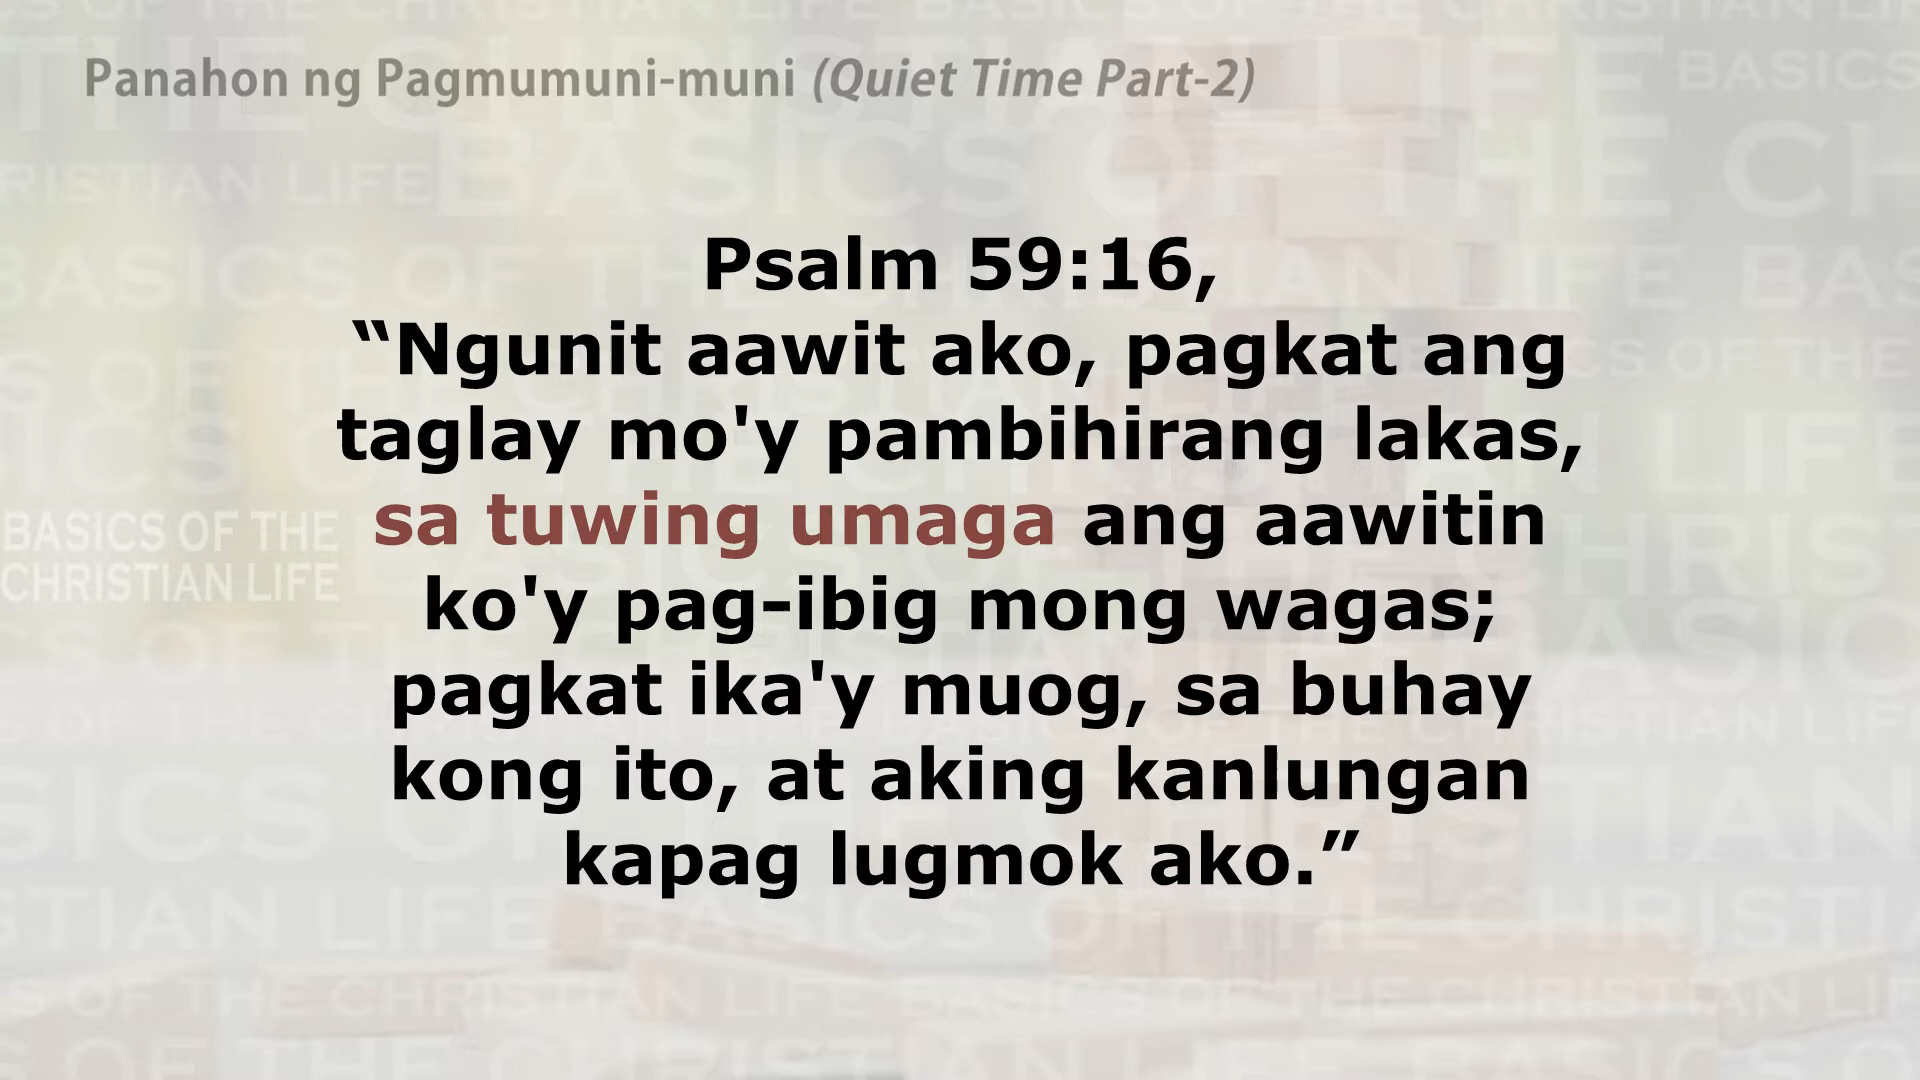 Panahon ng Pagmumuni-muni (Quiet Time Part-2)
Psalm 59:16,
“Ngunit aawit ako, pagkat ang
taglay mo'y pambihirang lakas,
sa tuwing umaga ang aawitin
ko'y pag-ibig mong wagas;
pagkat ika'y muog, sa buhay
kong ito, at aking kanlungan
kapag lugmok ako.”
BASICS OF THE
CHRISTIAN LIFE